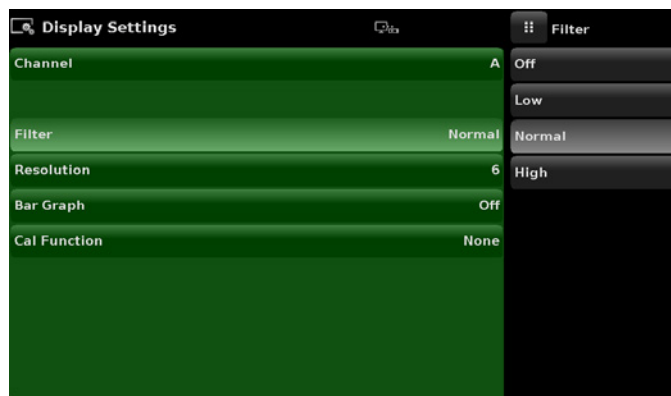 Display Settings
Filter
Channel A
Off
Low
Filter Normal
Normal
Resolution 6
High
Bar Graph Off
Cal Function None